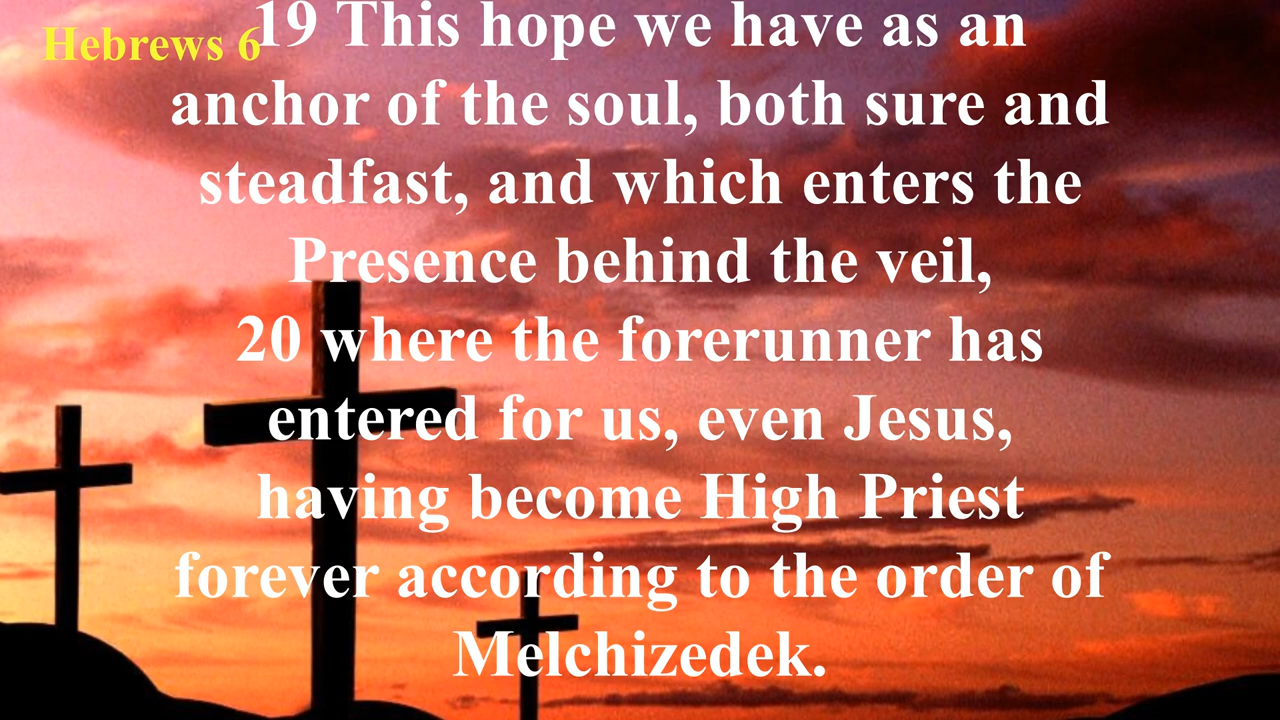 Hebrews 6
19 This hope we have as an
anchor of the soul, both sure and
steadfast, and which enters the
Presence behind the veil,
20 where the forerunner has
entered for us, even Jesus,
having become High Priest
forever according to the order of
Melchizedek.